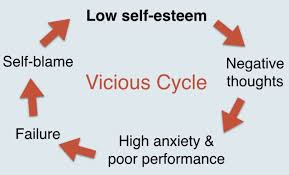 Low self-esteem
Negative
thoughts
High anxiety &
poor performance
Failure
Self-blame
Vicious Cycle